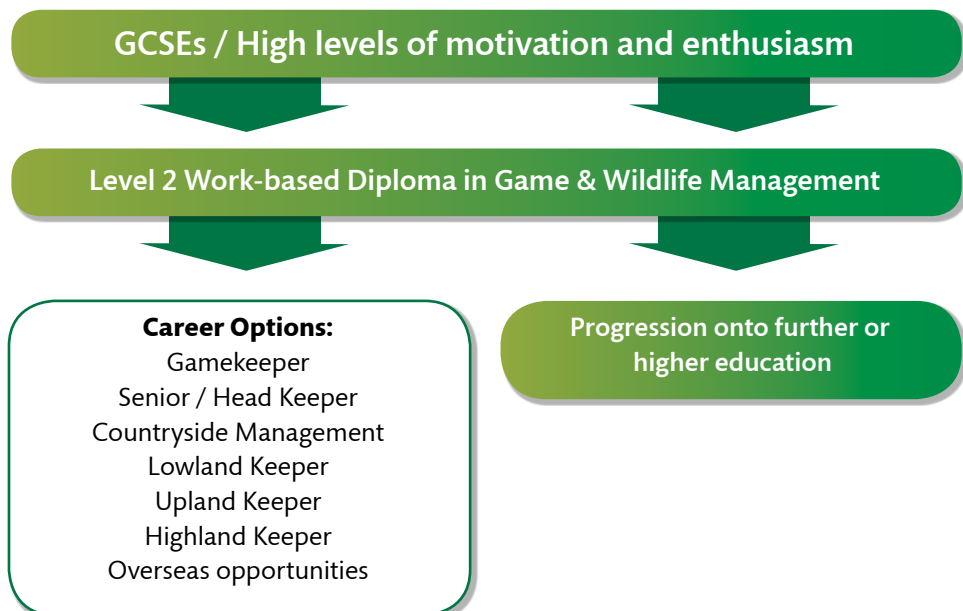 GCSEs / High levels of motivation and enthusiasm
Level 2 Work-based Diploma in Game & Wildlife Management
Career Options:
Gamekeeper
Senior / Head Keeper
Countryside Management
Lowland Keeper
Upland Keeper
Highland Keeper
Overseas opportunities
Progression onto further or
higher education